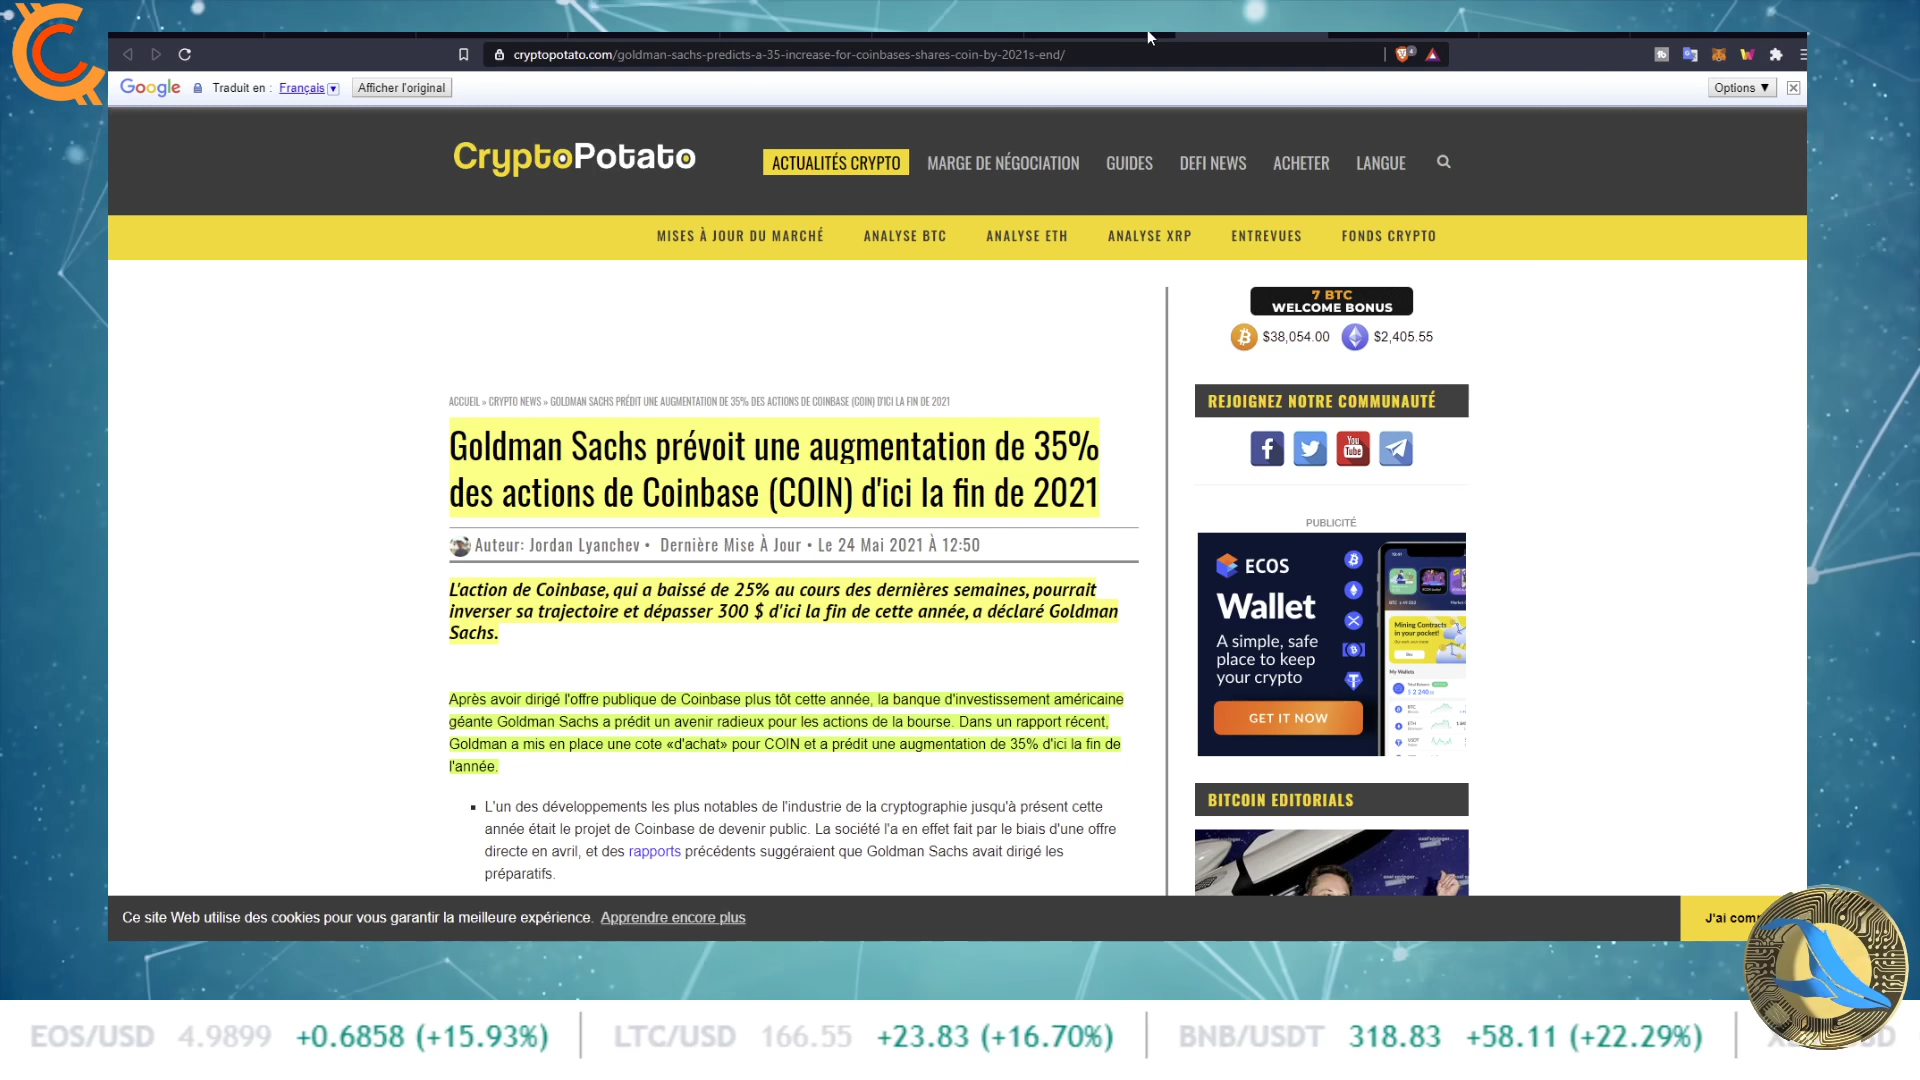 cryptopotato.com/goldman-sachs-predicts-a-35-increase-for-coinbases-shares-coin-by-2021s-end/
Google Traduit en : Français Afficher l'original Options ▼
CryptoPotato
ACTUALITÉS CRYPTO MARGE DE NÉGOCIATION GUIDES DEFI NEWS ACHETER LANGUE
MISES À JOUR DU MARCHÉ ANALYSE BTC ANALYSE ETH ANALYSE XRP ENTREVUES FONDS CRYPTO
7 BTC
WELCOME BONUS
$38,054.00 $2,405.55
ACCUEIL » CRYPTO NEWS » GOLDMAN SACHS PRÉDIT UNE AUGMENTATION DE 35% DES ACTIONS DE COINBASE (COIN) D'ICI LA FIN DE 2021
Goldman Sachs prévoit une augmentation de 35%
des actions de Coinbase (COIN) d'ici la fin de 2021
Auteur: Jordan Lyanchev • Dernière Mise À Jour • Le 24 Mai 2021 À 12:50
L'action de Coinbase, qui a baissé de 25% au cours des dernières semaines, pourrait
inverser sa trajectoire et dépasser 300 $ d'ici la fin de cette année, a déclaré Goldman
Sachs.
Après avoir dirigé l'offre publique de Coinbase plus tôt cette année, la banque d'investissement américaine
géante Goldman Sachs a prédit un avenir radieux pour les actions de la bourse. Dans un rapport récent,
Goldman a mis en place une cote «d'achat» pour COIN et a prédit une augmentation de 35% d'ici la fin de
l'année.
L'un des développements les plus notables de l'industrie de la cryptographie jusqu'à présent cette
année était le projet de Coinbase de devenir public. La société l'a en effet fait par le biais d'une offre
directe en avril, et des rapports précédents suggéraient que Goldman Sachs avait dirigé les
préparatifs.
REJOIGNEZ NOTRE COMMUNAUTÉ
You
Tube
PUBLICITÉ
ECOS
Wallet
A simple, safe
place to keep
your crypto
GET IT NOW
Mining Contracts
in your pocket!
My Wallets
BITCOIN EDITORIALS
Ce site Web utilise des cookies pour vous garantir la meilleure expérience. Apprendre encore plus
J'ai com
EOS/USD 4.9899 +0.6858 (+15.93%) LTC/USD 166.55 +23.83 (+16.70%) BNB/USDT 318.83 +58.11 (+22.29%)